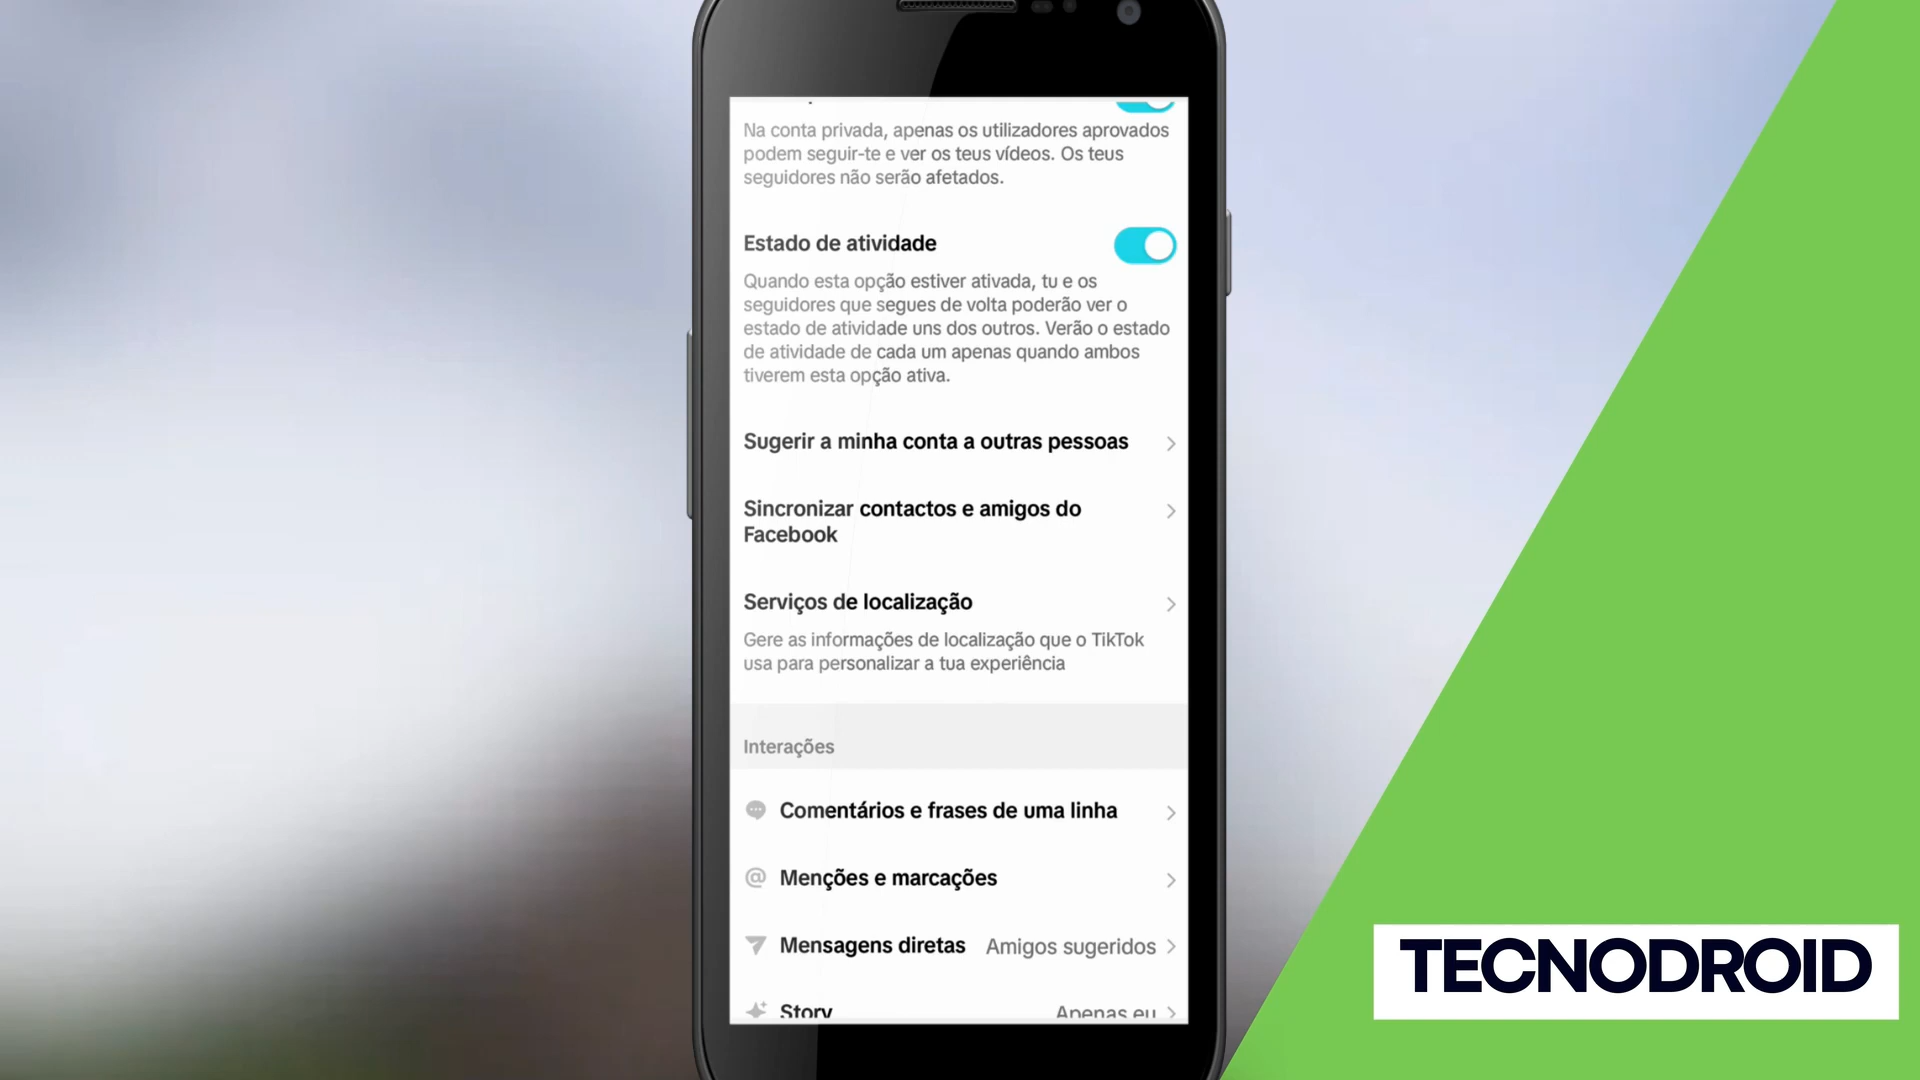 Na conta privada, apenas os utilizadores aprovados
podem seguir-te e ver os teus vídeos. Os teus
seguidores não serão afetados.
Estado de atividade
Quando esta opção estiver ativada, tu e os
seguidores que segues de volta poderão ver o
estado de atividade uns dos outros. Verão o estado
de atividade de cada um apenas quando ambos
tiverem esta opção ativa.
Sugerir a minha conta a outras pessoas
Sincronizar contactos e amigos do
Facebook
Serviços de localização
Gere as informações de localização que o TikTok
usa para personalizar a tua experiência
Interações
Comentários e frases de uma linha
@ Menções e marcações
Mensagens diretas Amigos sugeridos
Story Apenas eu
TECNODROID